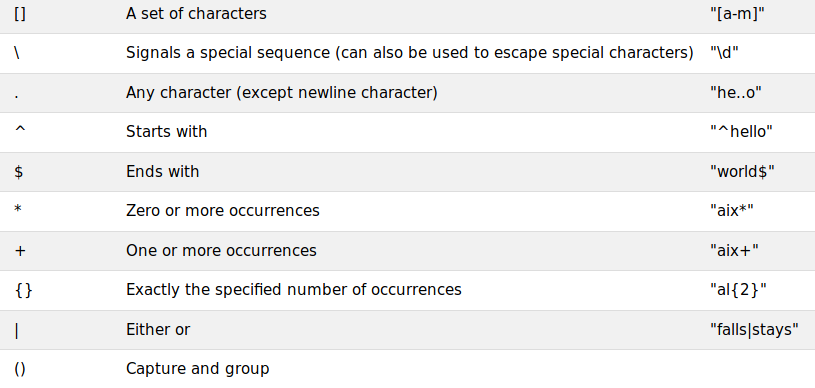 [] A set of characters "[a-m]"
\ Signals a special sequence (can also be used to escape special characters) "\d"
. Any character (except newline character) "he..o"
^ Starts with "^hello"
$ Ends with "world$"
* Zero or more occurrences "aix*"
+ One or more occurrences "aix+"
{} Exactly the specified number of occurrences "al{2}"
| Either or "falls|stays"
() Capture and group